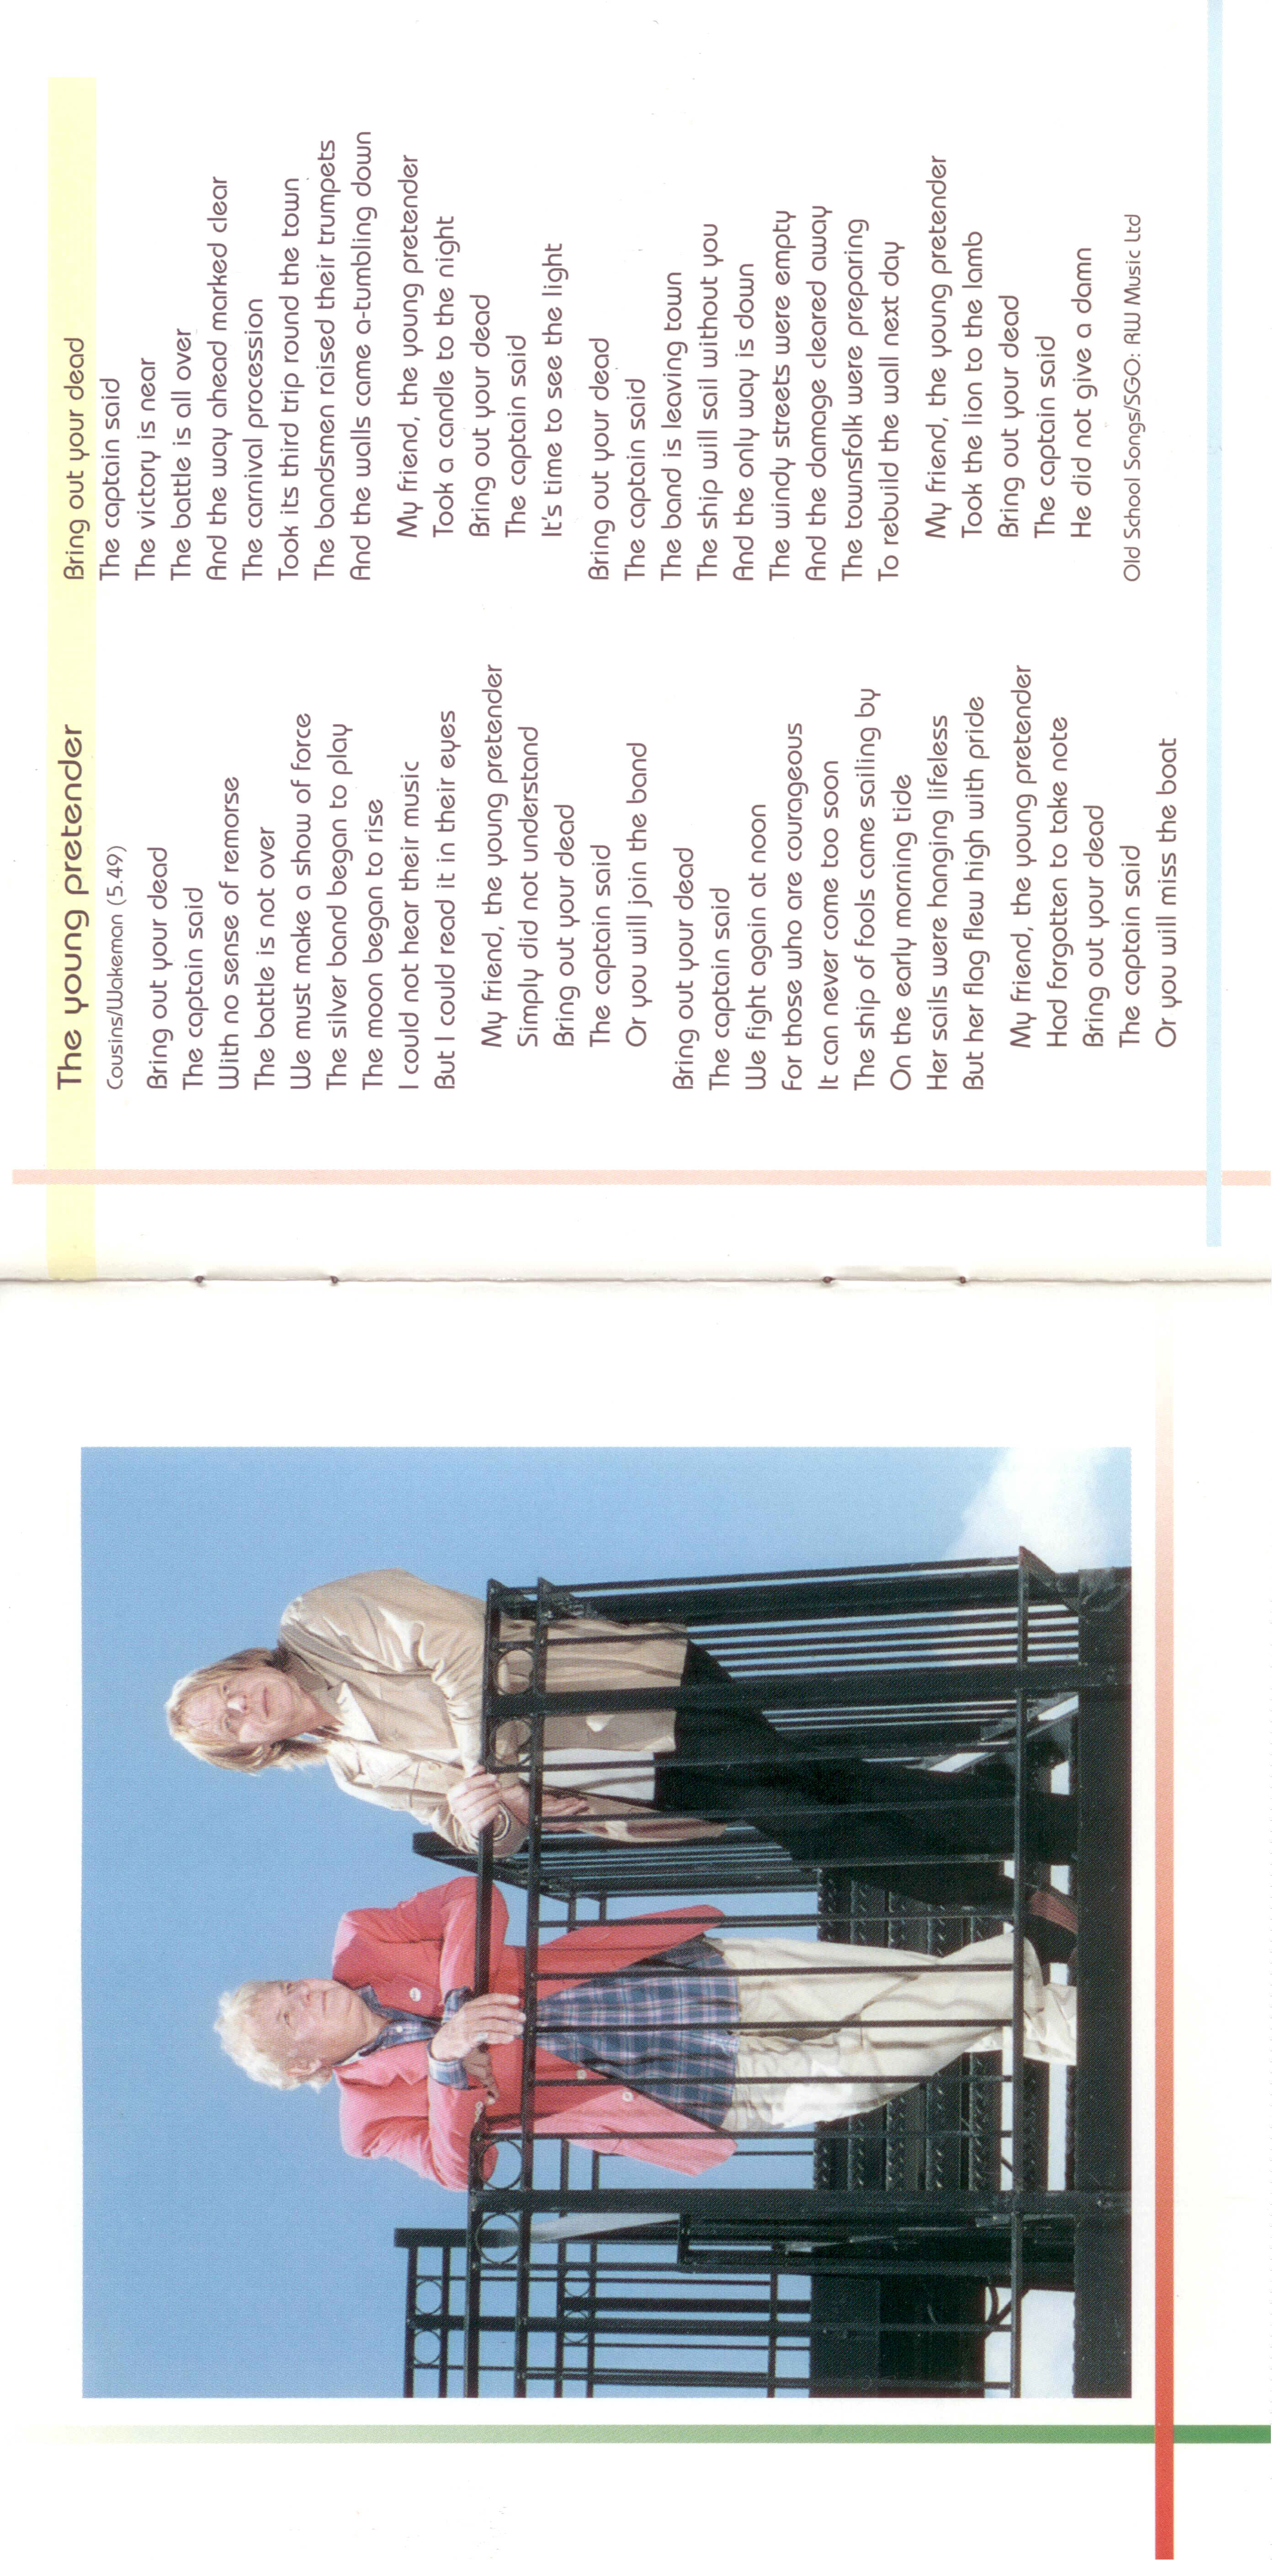 The young pretender
Cousins/Wakeman (5.49)
Bring out your dead
The captain said
With no sense of remorse
The battle is not over
We must make a show of force
The silver band began to play
The moon began to rise
I could not hear their music
But I could read it in their eyes
My friend, the young pretender
Simply did not understand
Bring out your dead
The captain said
Or you will join the band
Bring out your dead
The captain said
We fight again at noon
For those who are courageous
It can never come too soon
The ship of fools came sailing by
On the early morning tide
Her sails were hanging lifeless
But her flag flew high with pride
My friend, the young pretender
Had forgotten to take note
Bring out your dead
The captain said
Or you will miss the boat
Bring out your dead
The captain said
The victory is near
The battle is all over
And the way ahead marked clear
The carnival procession
Took its third trip round the town
The bandsmen raised their trumpets
And the walls came a-tumbling down
My friend, the young pretender
Took a candle to the night
Bring out your dead
The captain said
It's time to see the light
Bring out your dead
The captain said
The band is leaving town
The ship will sail without you
And the only way is down
The windy streets were empty
And the damage cleared away
The townsfolk were preparing
To rebuild the wall next day
My friend, the young pretender
Took the lion to the lamb
Bring out your dead
The captain said
He did not give a damn
Old School Songs/SGO: RW Music Ltd